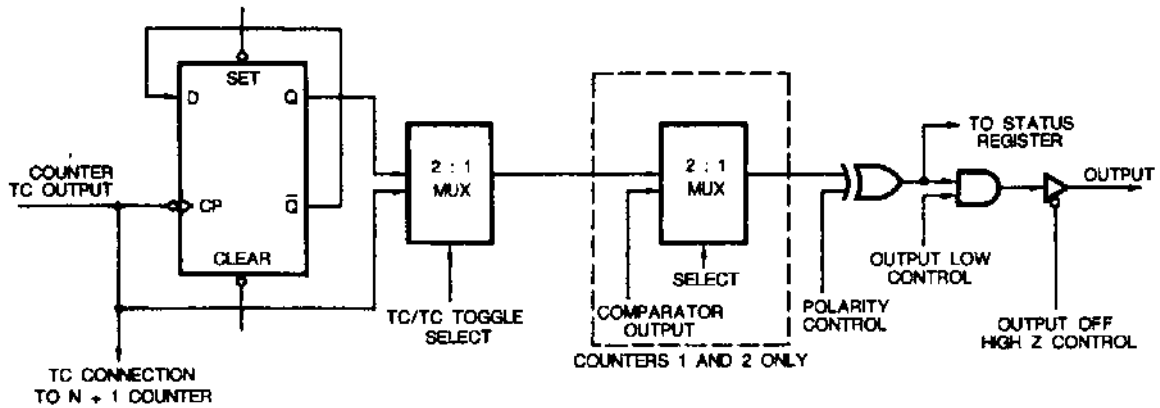 SET
D
Q
COUNTER
TC OUTPUT
CP
Q̅
CLEAR
2 : 1
MUX
TC/TC TOGGLE
SELECT
TC CONNECTION
TO N + 1 COUNTER
2 : 1
MUX
SELECT
COMPARATOR
OUTPUT
COUNTERS 1 AND 2 ONLY
POLARITY
CONTROL
TO STATUS
REGISTER
OUTPUT LOW
CONTROL
OUTPUT
OUTPUT OFF
HIGH Z CONTROL